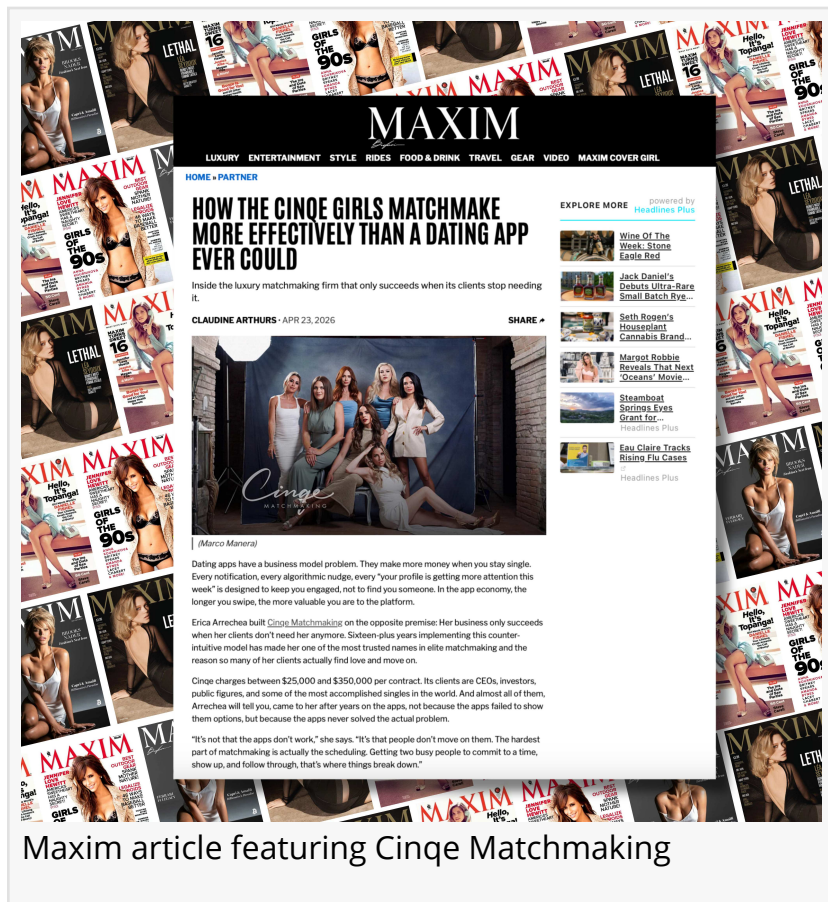 MAXIM
LUXURY ENTERTAINMENT STYLE RIDES FOOD & DRINK TRAVEL GEAR VIDEO MAXIM COVER GIRL
HOME » PARTNER
HOW THE CINQE GIRLS MATCHMAKE
MORE EFFECTIVELY THAN A DATING APP
EVER COULD
Inside the luxury matchmaking firm that only succeeds when its clients stop needing
it.
CLAUDINE ARTHURS · APR 23, 2026
SHARE
Cinqe
MATCHMAKING
(Marco Manera)
Dating apps have a business model problem. They make more money when you stay single.
Every notification, every algorithmic nudge, every “your profile is getting more attention this
week” is designed to keep you engaged, not to find you someone. In the app economy, the
longer you swipe, the more valuable you are to the platform.
Erica Arrechea built Cinqe Matchmaking on the opposite premise: Her business only succeeds
when her clients don’t need her anymore. Sixteen-plus years implementing this counter-
intuitive model has made her one of the most trusted names in elite matchmaking and the
reason so many of her clients actually find love and move on.
Cinqe charges between $25,000 and $350,000 per contract. Its clients are CEOs, investors,
public figures, and some of the most accomplished singles in the world. And almost all of them,
Arrechea will tell you, came to her after years on the apps, not because the apps failed to show
them options, but because the apps never solved the actual problem.
“It’s not that the apps don’t work,” she says. “It’s that people don’t move on them. The hardest
part of matchmaking is actually the scheduling. Getting two busy people to commit to a time,
show up, and follow through, that’s where things break down.”
EXPLORE MORE
powered by
Headlines Plus
Wine Of The
Week: Stone
Eagle Red
Jack Daniel's
Debuts Ultra-Rare
Small Batch Rye...
Seth Rogen's
Houseplant
Cannabis Brand...
Margot Robbie
Reveals That Next
'Oceans' Movie...
Steamboat
Springs Eyes
Grant for...
Headlines Plus
Eau Claire Tracks
Rising Flu Cases
Headlines Plus
MAXIM
LETHAL
Hello,
It's
Topanga!
GIRLS
OF THE
90s
JENNIFER
LOVE
HEWITT
Maxim article featuring Cinqe Matchmaking